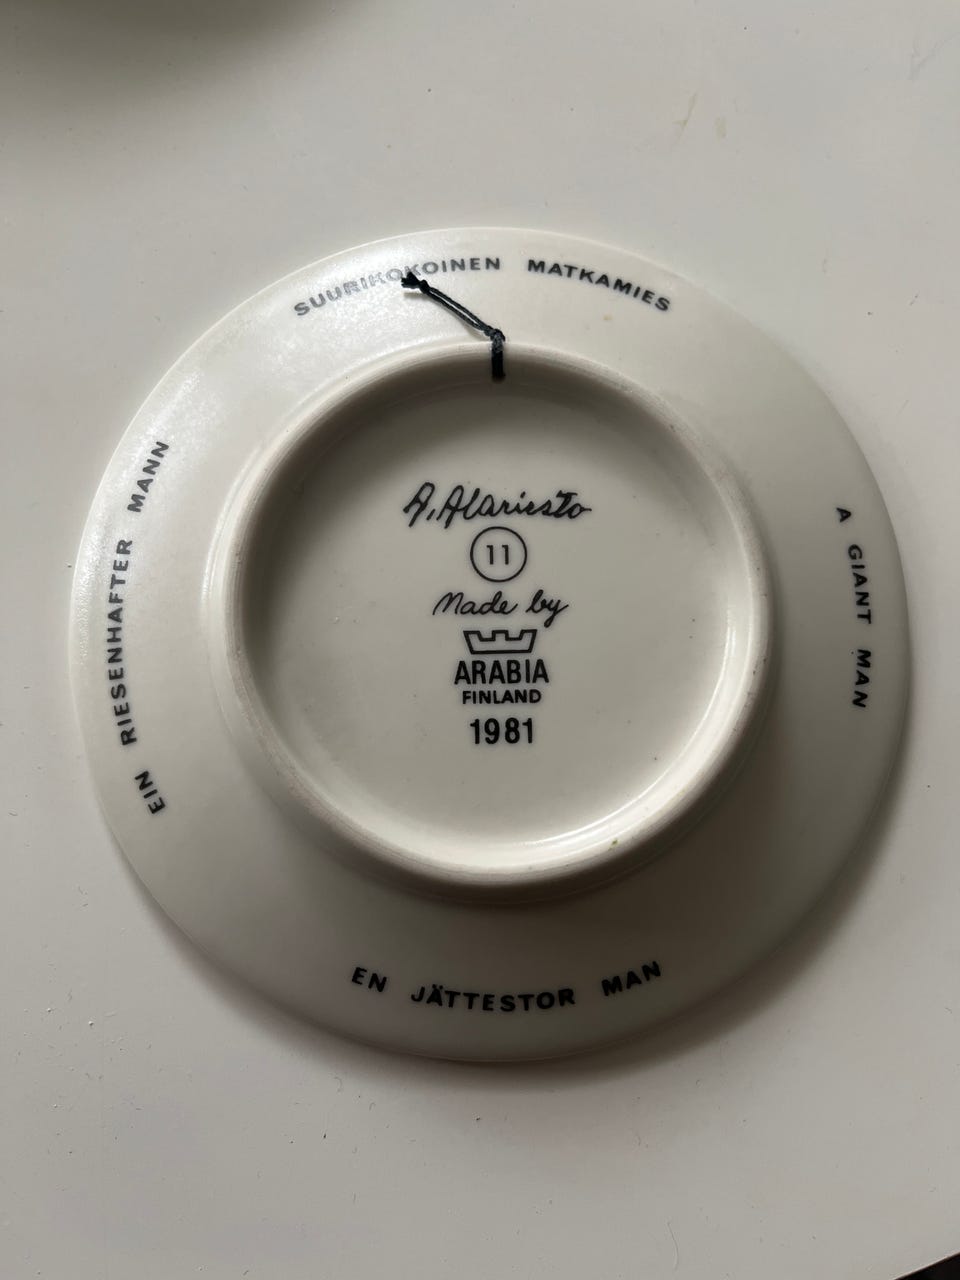 SUURIKOKOINEN MATKAMIES
A GIANT MAN
EN JÄTTESTOR MAN
EIN RIESENHAFTER MANN
A. Alariesto
11
Made by
ARABIA
FINLAND
1981